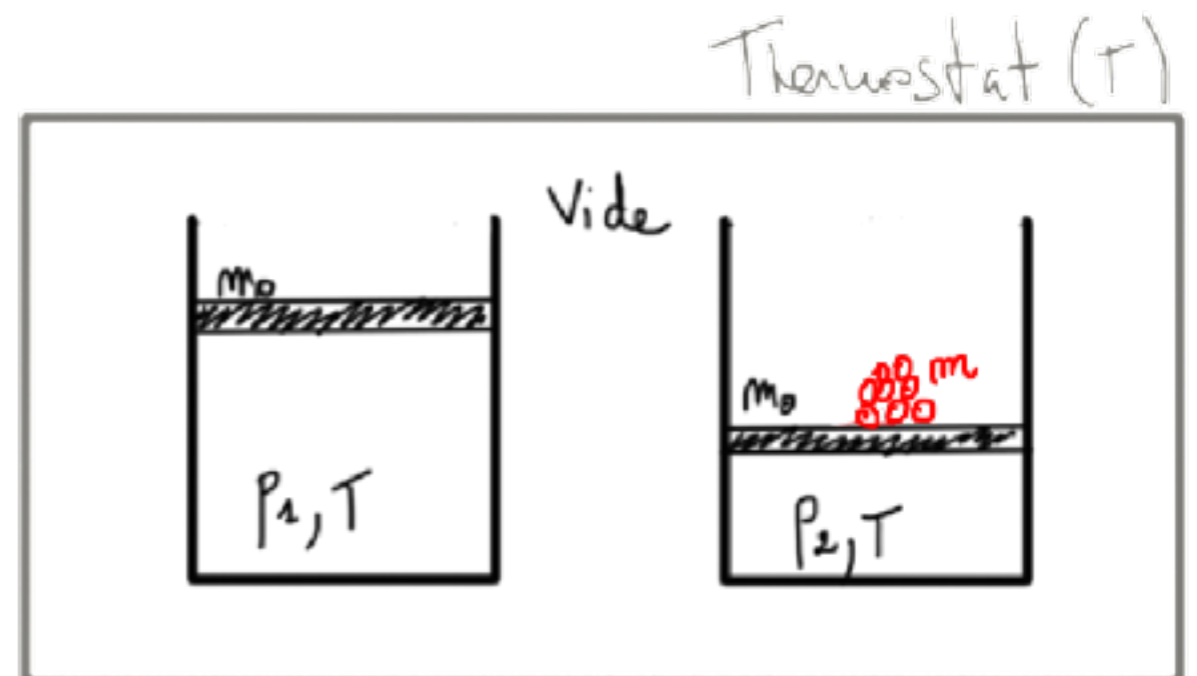 Thermostat (T)
Vide
m₀
m₀
m
P₁, T
P₂, T